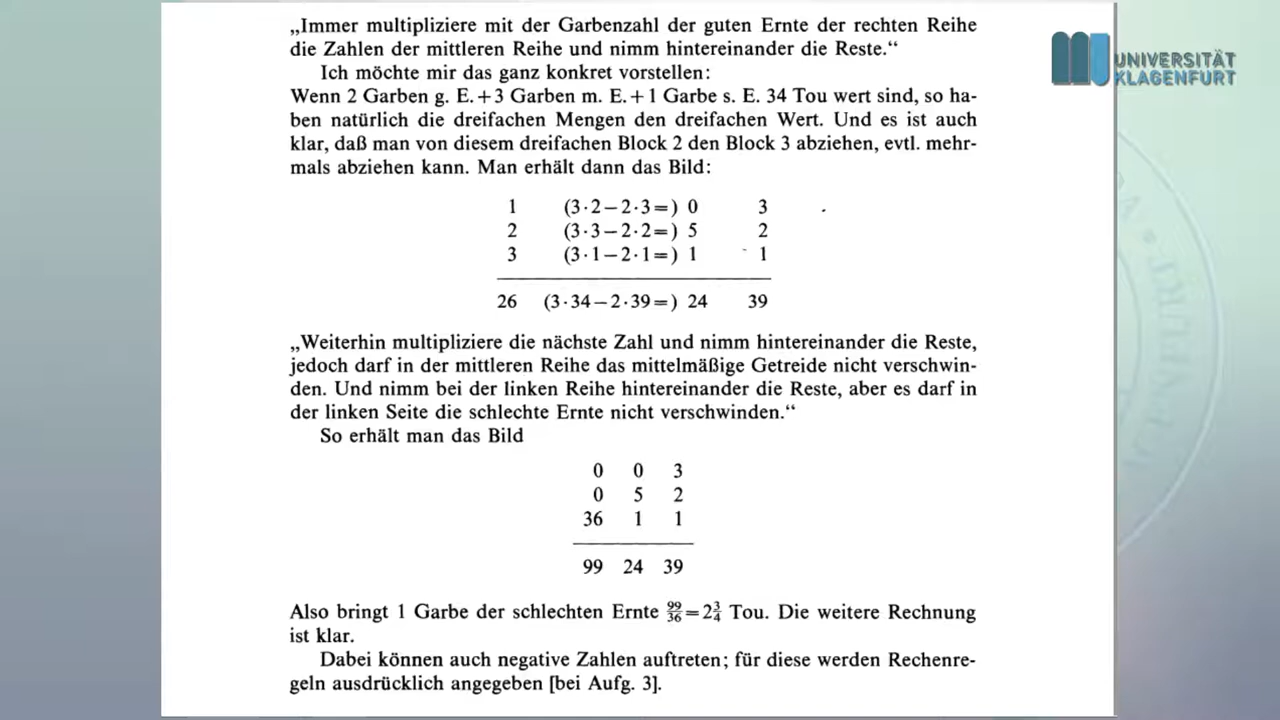 „Immer multipliziere mit der Garbenzahl der guten Ernte der rechten Reihe
die Zahlen der mittleren Reihe und nimm hintereinander die Reste.“
Ich möchte mir das ganz konkret vorstellen:
Wenn 2 Garben g. E. + 3 Garben m. E. + 1 Garbe s. E. 34 Tou wert sind, so ha-
ben natürlich die dreifachen Mengen den dreifachen Wert. Und es ist auch
klar, daß man von diesem dreifachen Block 2 den Block 3 abziehen, evtl. mehr-
mals abziehen kann. Man erhält dann das Bild:
1 (3·2−2·3=) 0 3
2 (3·3−2·2=) 5 2
3 (3·1−2·1=) 1 1
26 (3·34−2·39=) 24 39
„Weiterhin multipliziere die nächste Zahl und nimm hintereinander die Reste,
jedoch darf in der mittleren Reihe das mittelmäßige Getreide nicht verschwin-
den. Und nimm bei der linken Reihe hintereinander die Reste, aber es darf in
der linken Seite die schlechte Ernte nicht verschwinden.“
So erhält man das Bild
0 0 3
0 5 2
36 1 1
99 24 39
Also bringt 1 Garbe der schlechten Ernte 99/36 = 2 3/4 Tou. Die weitere Rechnung
ist klar.
Dabei können auch negative Zahlen auftreten; für diese werden Rechenre-
geln ausdrücklich angegeben [bei Aufg. 3].
UNIVERSITÄT
KLAGENFURT